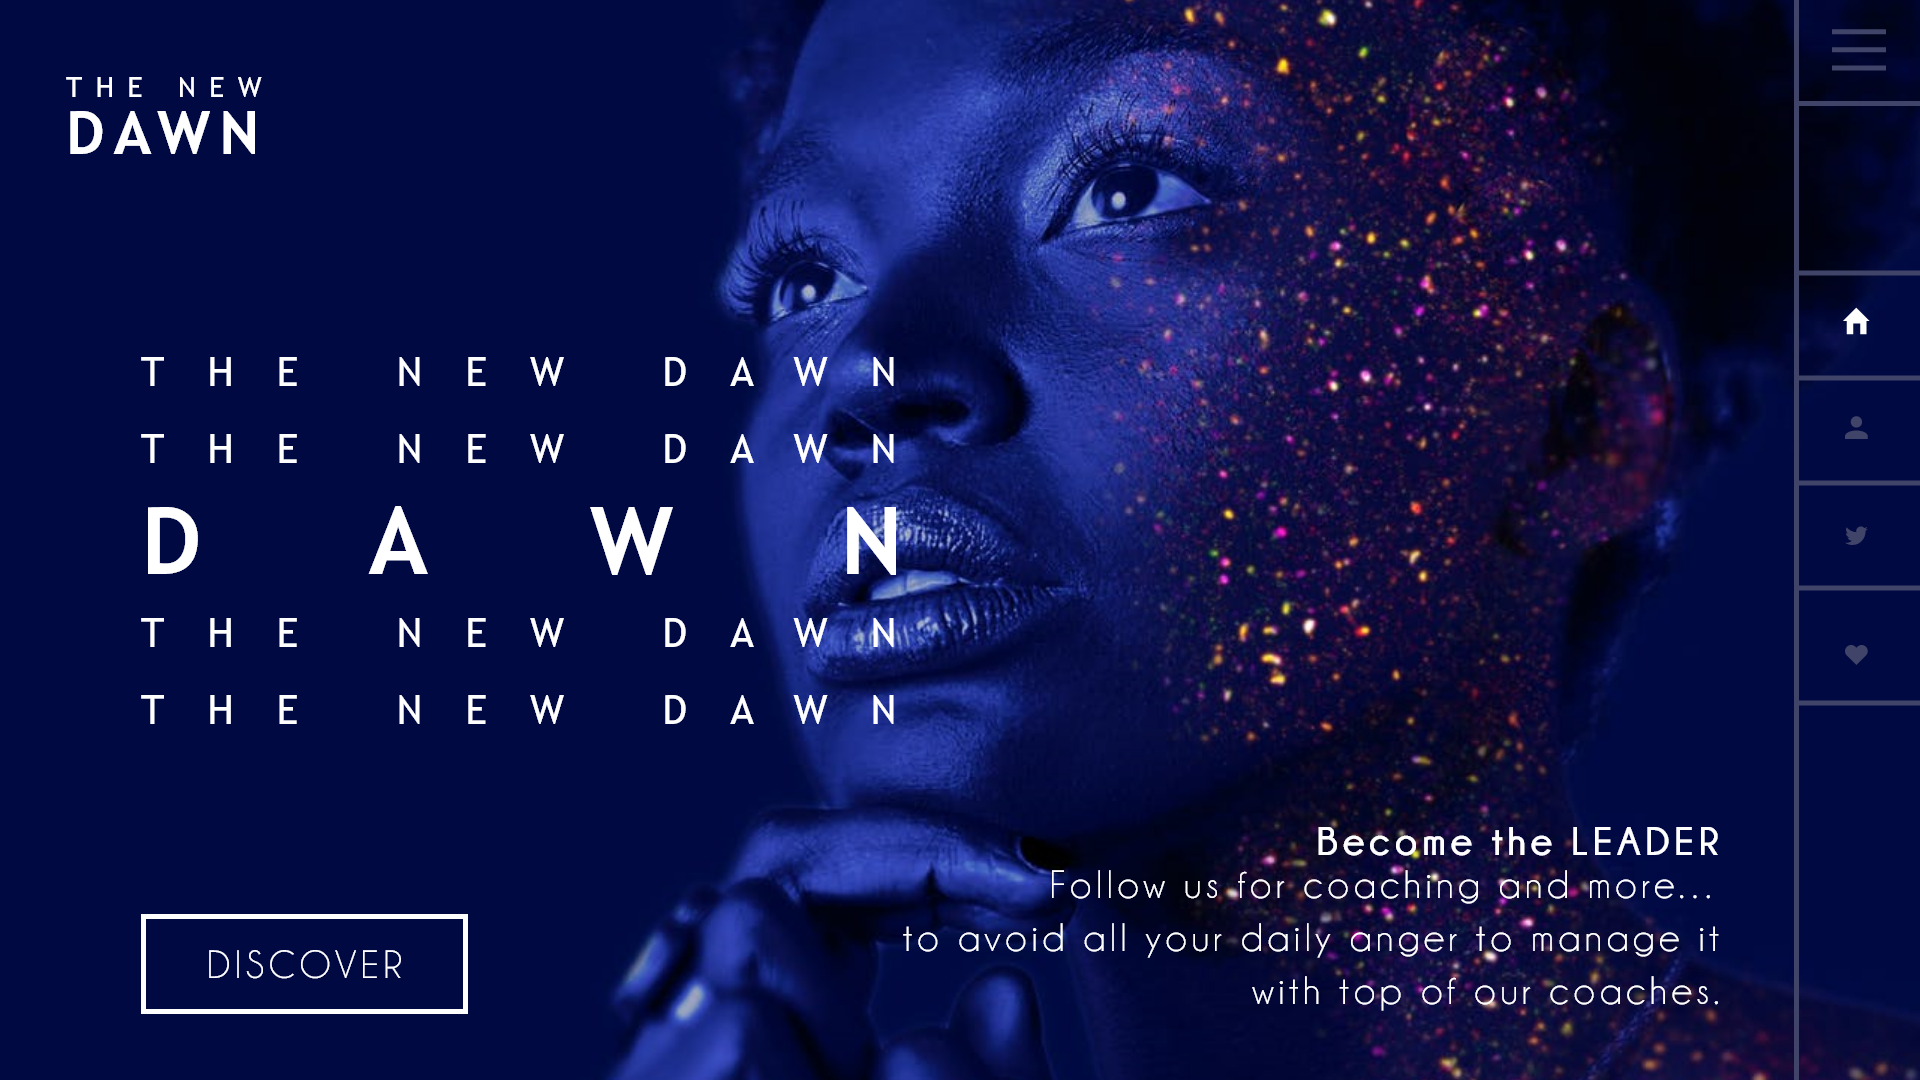 THE NEW
DAWN
THE NEW DAWN
THE NEW DAWN
DAWN
THE NEW DAWN
THE NEW DAWN
Become the LEADER
Follow us for coaching and more...
to avoid all your daily anger to manage it
with top of our coaches.
DISCOVER